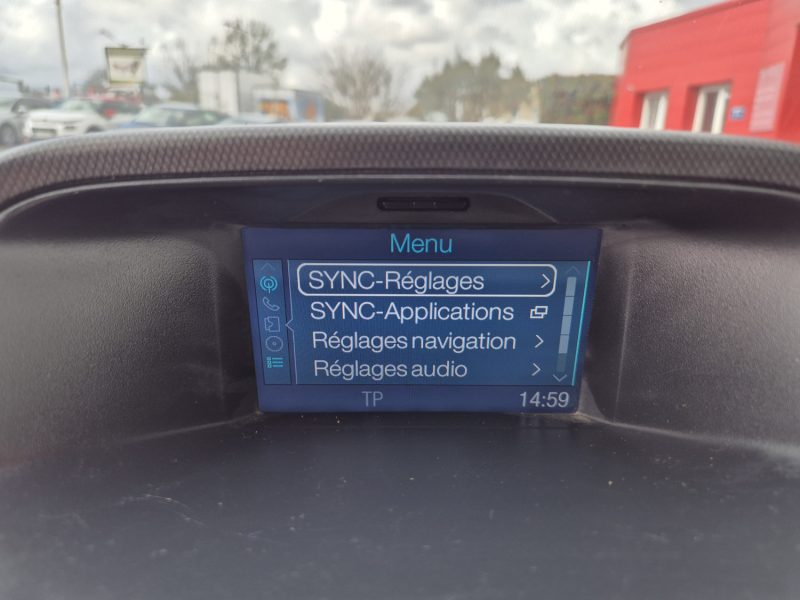 Menu
SYNC-Réglages
SYNC-Applications
Réglages navigation
Réglages audio
TP 14:59